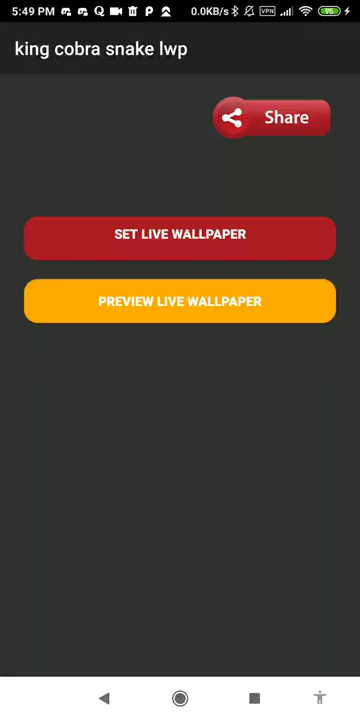 5:49 PM 0.0KB/s VPN 95
king cobra snake lwp
Share
SET LIVE WALLPAPER
PREVIEW LIVE WALLPAPER